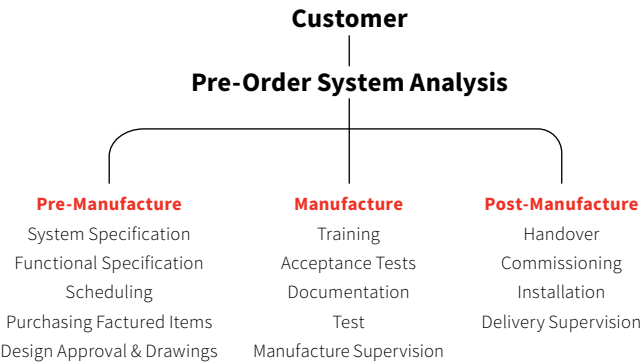 Customer
Pre-Order System Analysis
Pre-Manufacture
System Specification
Functional Specification
Scheduling
Purchasing Factured Items
Design Approval & Drawings
Manufacture
Training
Acceptance Tests
Documentation
Test
Manufacture Supervision
Post-Manufacture
Handover
Commissioning
Installation
Delivery Supervision